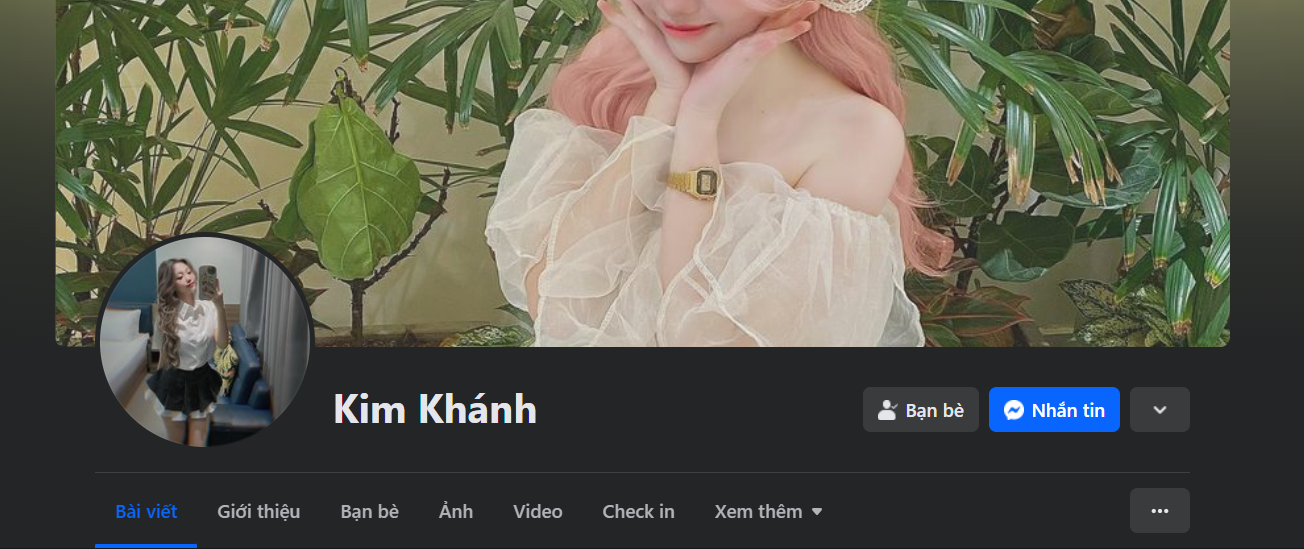 Kim Khánh
Bạn bè
Nhắn tin
Bài viết
Giới thiệu
Bạn bè
Ảnh
Video
Check in
Xem thêm